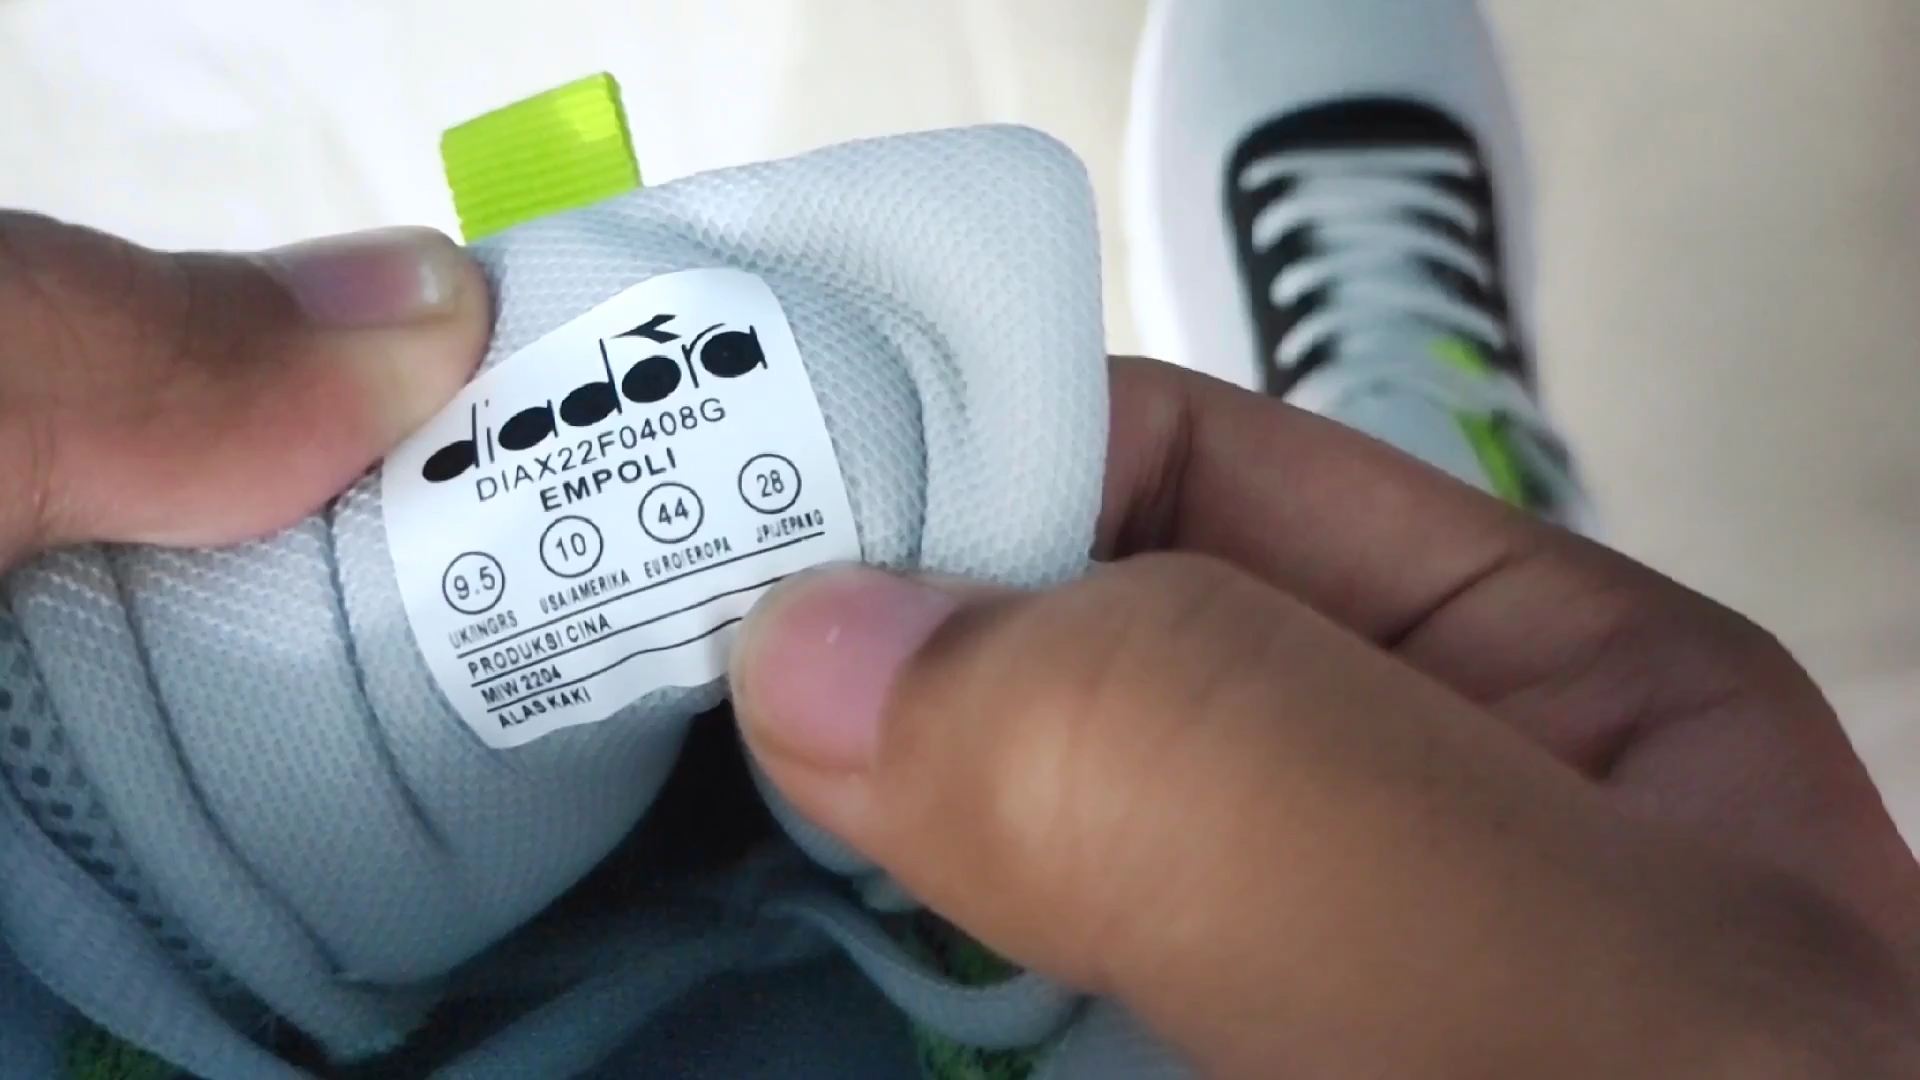 diadora
DIAX22F0408G
EMPOLI
9.5 10 44 28
UK/INGRS USA/AMERIKA EURO/EROPA JP/JEPANG
PRODUKSI CINA
MIW 2204
ALAS KAKI